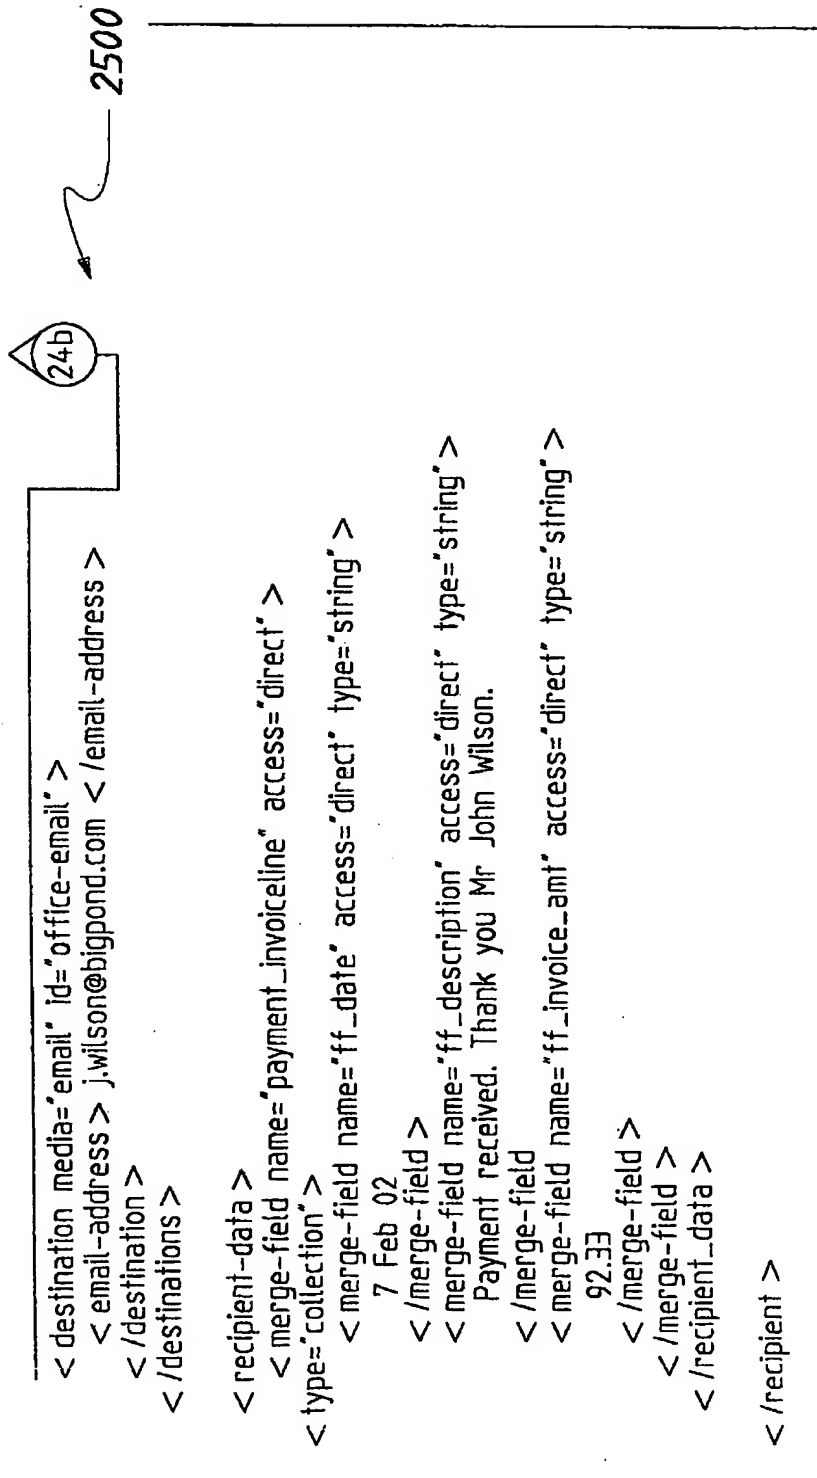 2500
24b
< destination media="email" id="office-email" >
< email-address > j.wilson@bigpond.com < /email-address >
< /destination >
< /destinations >
< recipient-data >
< merge-field name="payment_invoiceline" access="direct" >
< type="collection" >
< merge-field name="ff_date" access="direct" type="string" >
7 Feb 02
< /merge-field >
< merge-field name="ff_description" access="direct" type="string" >
Payment received. Thank you Mr John Wilson.
< /merge-field
< merge-field name="ff_invoice_amt" access="direct" type="string" >
92.33
< /merge-field >
< /merge-field >
< /recipient_data >
< /recipient >